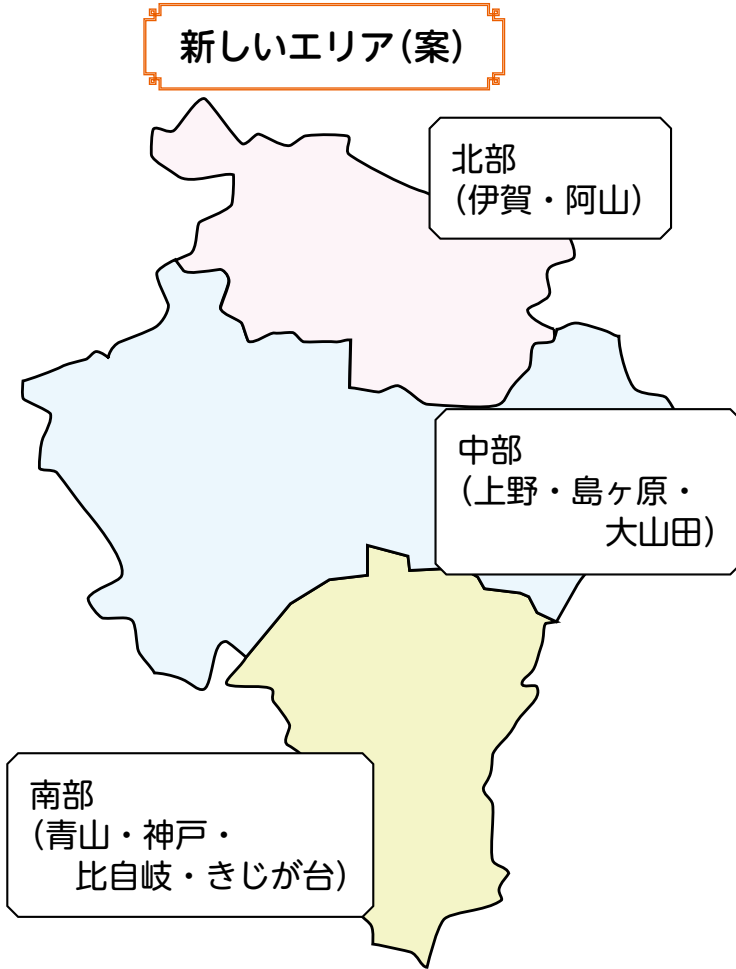 新しいエリア(案)
北部
(伊賀・阿山)
中部
(上野・島ヶ原・
大山田)
南部
(青山・神戸・
比自岐・きじが台)